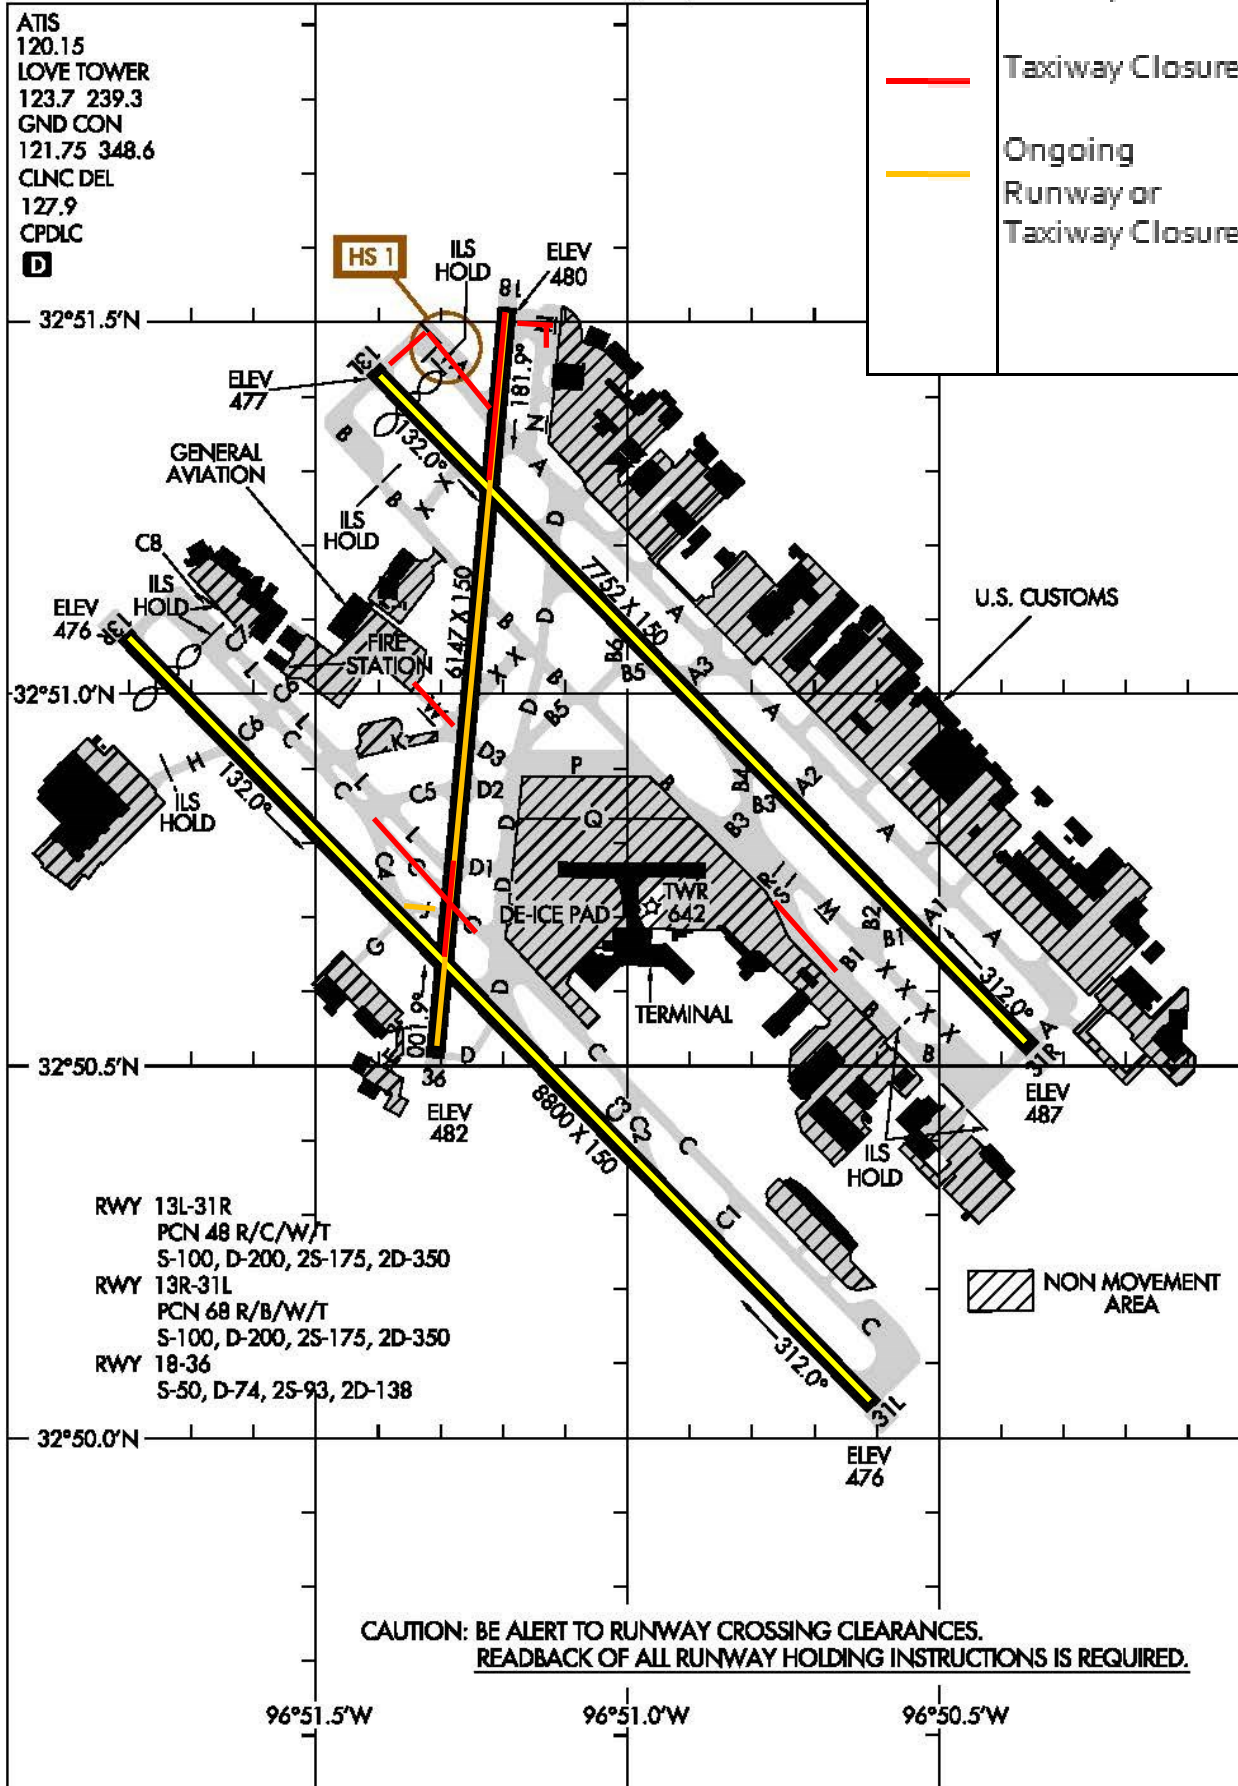 ATIS
120.15
LOVE TOWER
123.7 239.3
GND CON
121.75 348.6
CLNC DEL
127.9
CPDLC
D
Taxiway Closure
Ongoing
Runway or
Taxiway Closure
HS 1
ILS
HOLD
ELEV
480
18
32°51.5'N
13L
ELEV
477
A
N
181.9°
N
A
B
132.0°
X
B
X
D
GENERAL
AVIATION
ILS
HOLD
C8
ILS
HOLD
ELEV
476
13R
FIRE
STATION
6147 X 150
7752 X 150
A
U.S. CUSTOMS
B
D
X X
B6
B5
A3
B
D
B5
A
32°51.0'N
L
C6
L
C6
C
W
K
D3
H
ILS
HOLD
132.0°
L
C
C5
D2
P
B
B4
B3
A2
B3
A
D
Q
L
C4
C
D1
D
DE-ICE PAD
TWR
642
R
S
M
B2
B1
A1
A
J
C
G
B1
X X X X
312.0°
A
D
TERMINAL
B
B
31R
ELEV
487
001.9°
36
D
32°50.5'N
ELEV
482
C
C3
C2
C
8800 X 150
ILS
HOLD
C1
C
312.0°
31L
ELEV
476
RWY 13L-31R
PCN 48 R/C/W/T
S-100, D-200, 2S-175, 2D-350
RWY 13R-31L
PCN 68 R/B/W/T
S-100, D-200, 2S-175, 2D-350
RWY 18-36
S-50, D-74, 2S-93, 2D-138
NON MOVEMENT
AREA
32°50.0'N
CAUTION: BE ALERT TO RUNWAY CROSSING CLEARANCES.
READBACK OF ALL RUNWAY HOLDING INSTRUCTIONS IS REQUIRED.
96°51.5'W
96°51.0'W
96°50.5'W